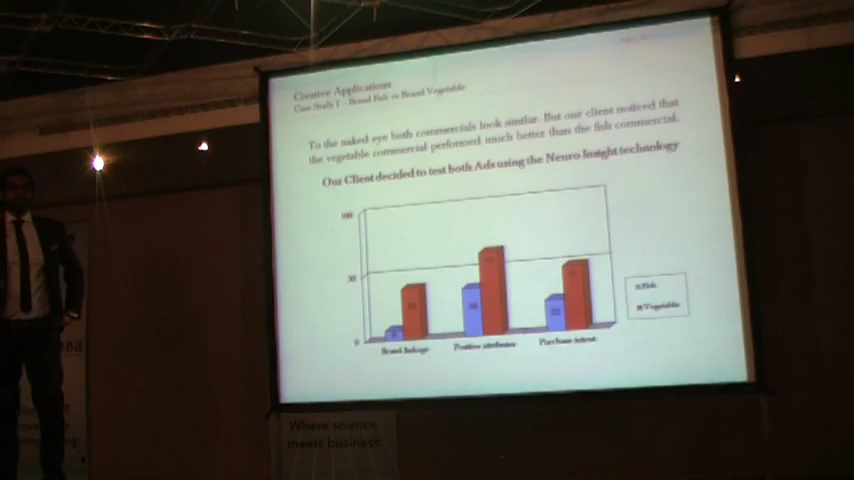 Creative Applications
Case Study 1 - Brand Fish vs Brand Vegetable
To the naked eye both commercials look similar. But our client noticed that
the vegetable commercial performed much better than the fish commercial.
Our Client decided to test both Ads using the Neuro-Insight technology
100
50
0
Brand linkage
Positive attributes
Purchase intent
Fish
Vegetable
Where science
meets business